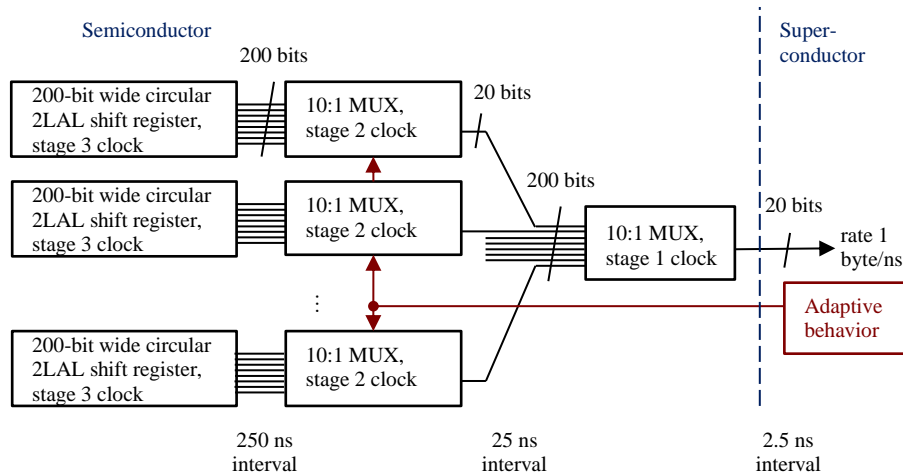 Semiconductor
Super-
conductor
200 bits
200-bit wide circular
2LAL shift register,
stage 3 clock
10:1 MUX,
stage 2 clock
20 bits
200-bit wide circular
2LAL shift register,
stage 3 clock
10:1 MUX,
stage 2 clock
200 bits
10:1 MUX,
stage 1 clock
20 bits
rate 1
byte/ns
...
Adaptive
behavior
200-bit wide circular
2LAL shift register,
stage 3 clock
10:1 MUX,
stage 2 clock
250 ns
interval
25 ns
interval
2.5 ns
interval